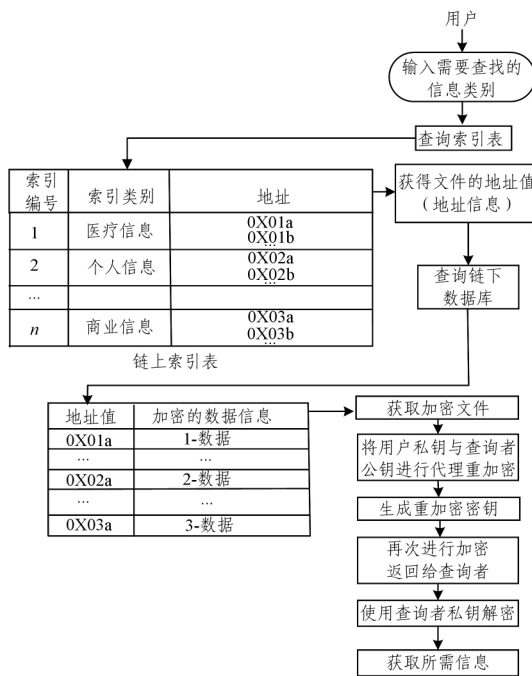 用户
输入需要查找的
信息类别
查询索引表
索引
编号
索引类别
地址
1
医疗信息
0X01a
0X01b
...
2
个人信息
0X02a
0X02b
...
...
n
商业信息
0X03a
0X03b
...
链上索引表
获得文件的地址值
(地址信息)
查询链下
数据库
地址值
加密的数据信息
0X01a
1-数据
...
...
0X02a
2-数据
...
...
0X03a
3-数据
获取加密文件
将用户私钥与查询者
公钥进行代理重加密
生成重加密密钥
再次进行加密
返回给查询者
使用查询者私钥解密
获取所需信息